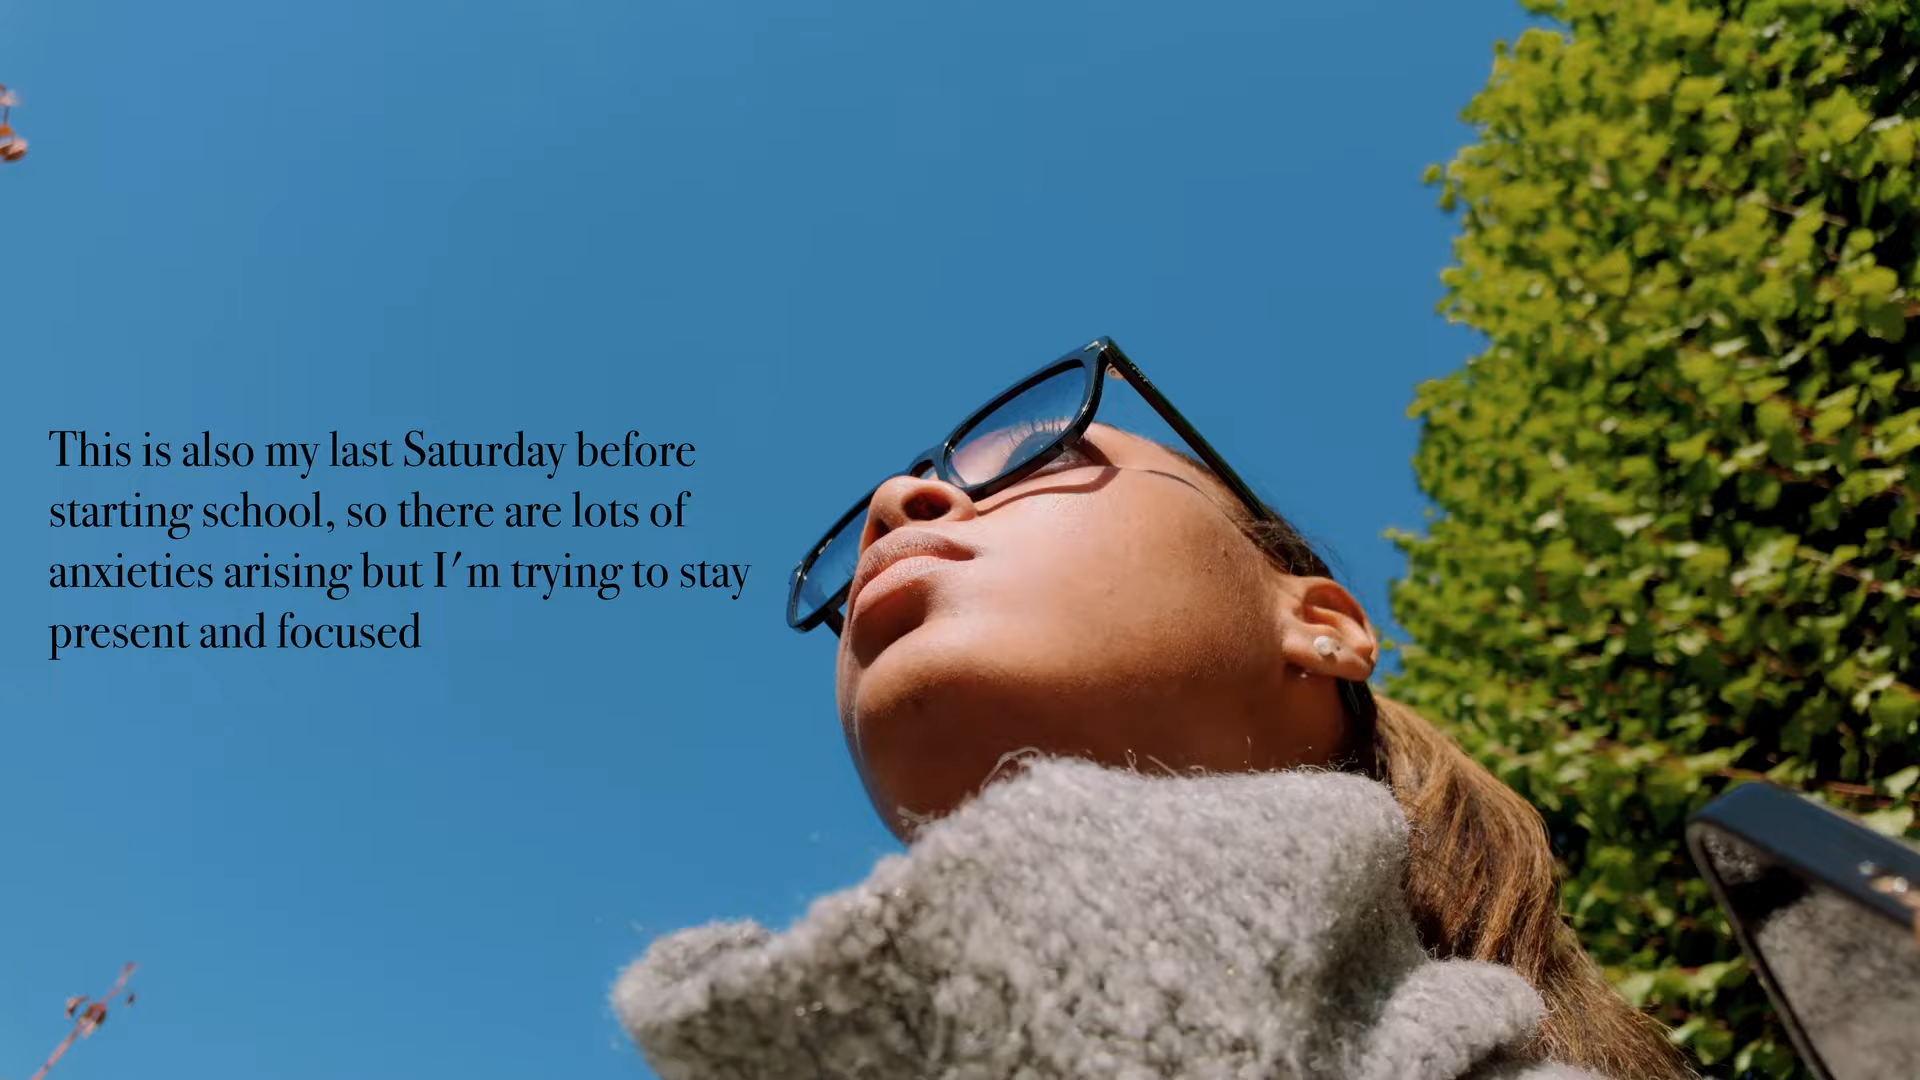 This is also my last Saturday before
starting school, so there are lots of
anxieties arising but I'm trying to stay
present and focused